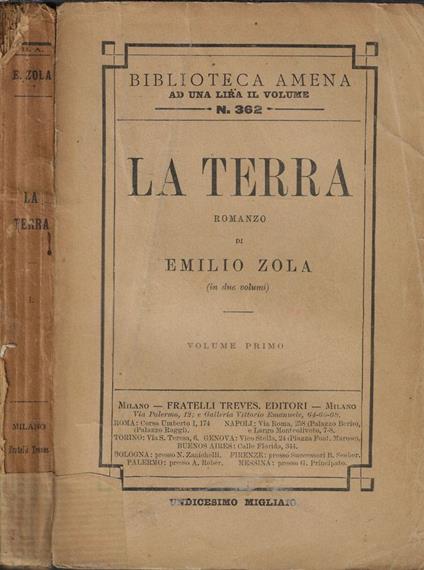 B. A.
E. ZOLA
LA
TERRA
I.
MILANO
Fratelli Treves
BIBLIOTECA AMENA
AD UNA LIRA IL VOLUME
N. 362
LA TERRA
ROMANZO
DI
EMILIO ZOLA
(in due volumi)
VOLUME PRIMO
MILANO — FRATELLI TREVES, EDITORI — MILANO
Via Palermo, 12; e Galleria Vittorio Emanuele, 64-66-68.
ROMA: Corso Umberto I, 174 NAPOLI: Via Roma, 258 (Palazzo Berio),
(Palazzo Raggi). e Largo Monteoliveto, 7-8.
TORINO: Via S. Teresa, 6. GENOVA: Vico Stella, 24 (Piazza Font. Marose),
BUENOS AIRES: Calle Florida, 344.
BOLOGNA: presso N. Zanichelli. FIRENZE: presso Successori B. Seeber.
PALERMO: presso A. Reber. MESSINA: presso G. Principato.
UNDICESIMO MIGLIAIO.